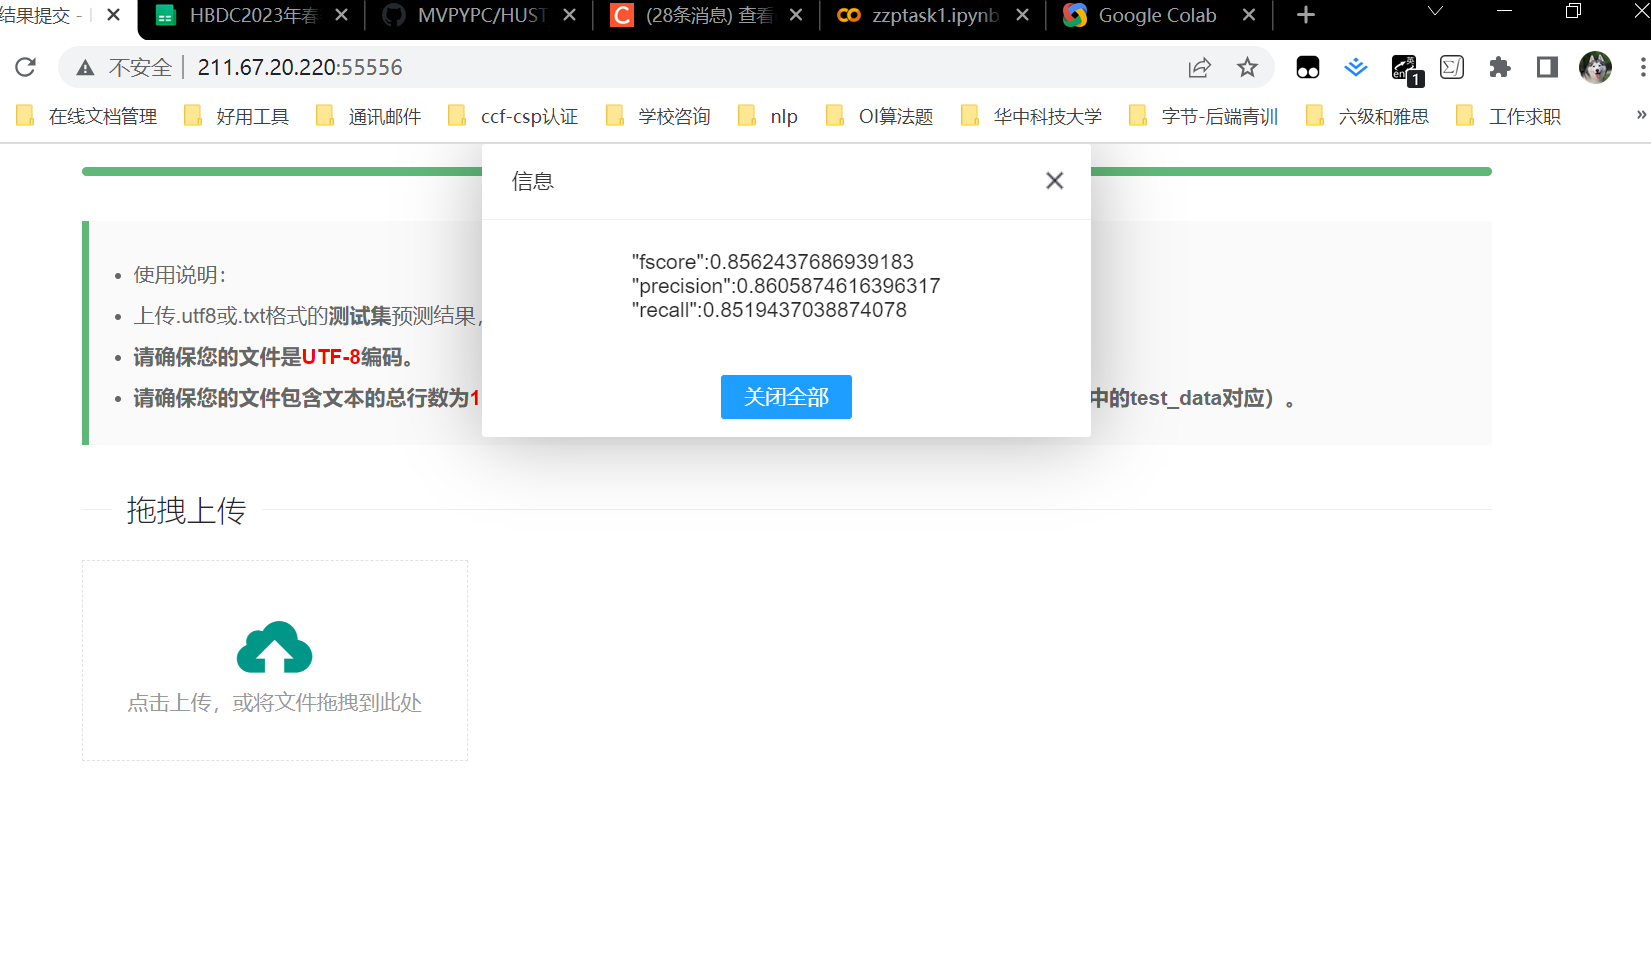 结果提交 -
HBDC2023年春
MVPYPC/HUST
(28条消息) 查看
zzptask1.ipynb
Google Colab
不安全 211.67.20.220:55556
英
en
1
在线文档管理 好用工具 通讯邮件 ccf-csp认证 学校咨询 nlp OI算法题 华中科技大学 字节-后端青训 六级和雅思 工作求职 »
信息
"fscore":0.8562437686939183
"precision":0.8605874616396317
"recall":0.8519437038874078
关闭全部
使用说明：
上传.utf8或.txt格式的测试集预测结果，
请确保您的文件是UTF-8编码。
请确保您的文件包含文本的总行数为1 中的test_data对应）。
拖拽上传
点击上传，或将文件拖拽到此处